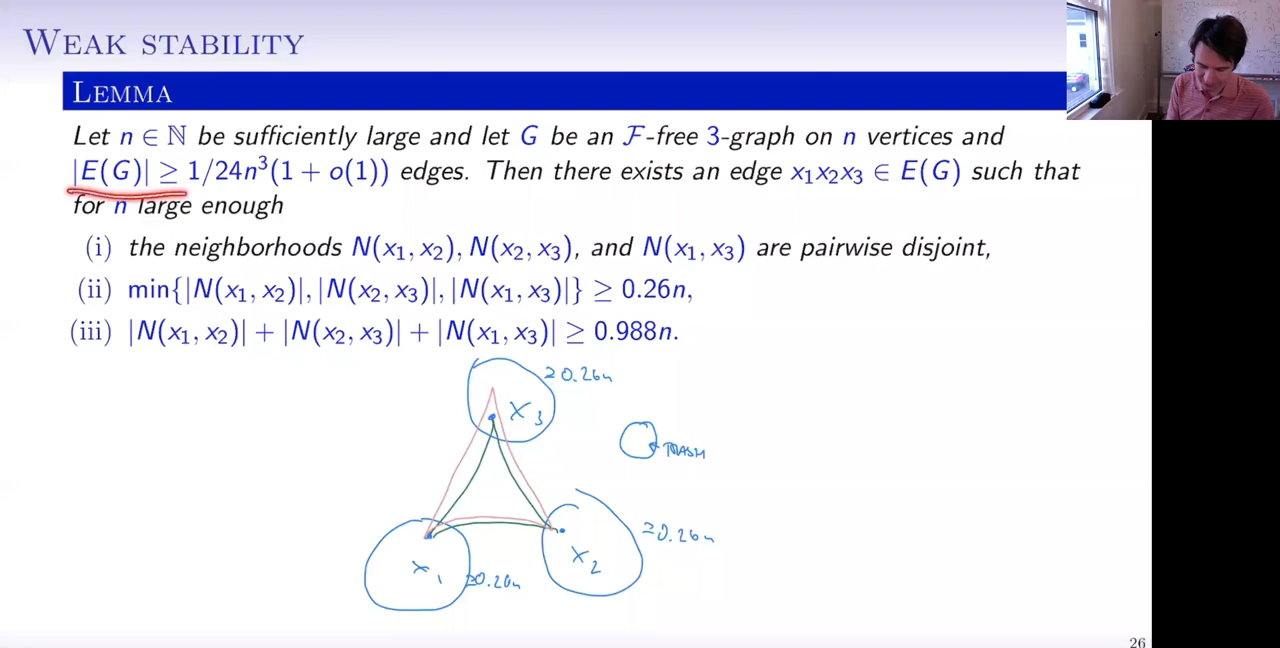 WEAK STABILITY
LEMMA
Let n ∈ ℕ be sufficiently large and let G be an ℱ-free 3-graph on n vertices and
|E(G)| ≥ 1/24n³(1 + o(1)) edges. Then there exists an edge x₁x₂x₃ ∈ E(G) such that
for n large enough
(i) the neighborhoods N(x₁, x₂), N(x₂, x₃), and N(x₁, x₃) are pairwise disjoint,
(ii) min{|N(x₁, x₂)|, |N(x₂, x₃)|, |N(x₁, x₃)|} ≥ 0.26n,
(iii) |N(x₁, x₂)| + |N(x₂, x₃)| + |N(x₁, x₃)| ≥ 0.988n.
≥0.26n
X₃
TRASH
≥0.26n
X₂
X₁
≥0.26n
26